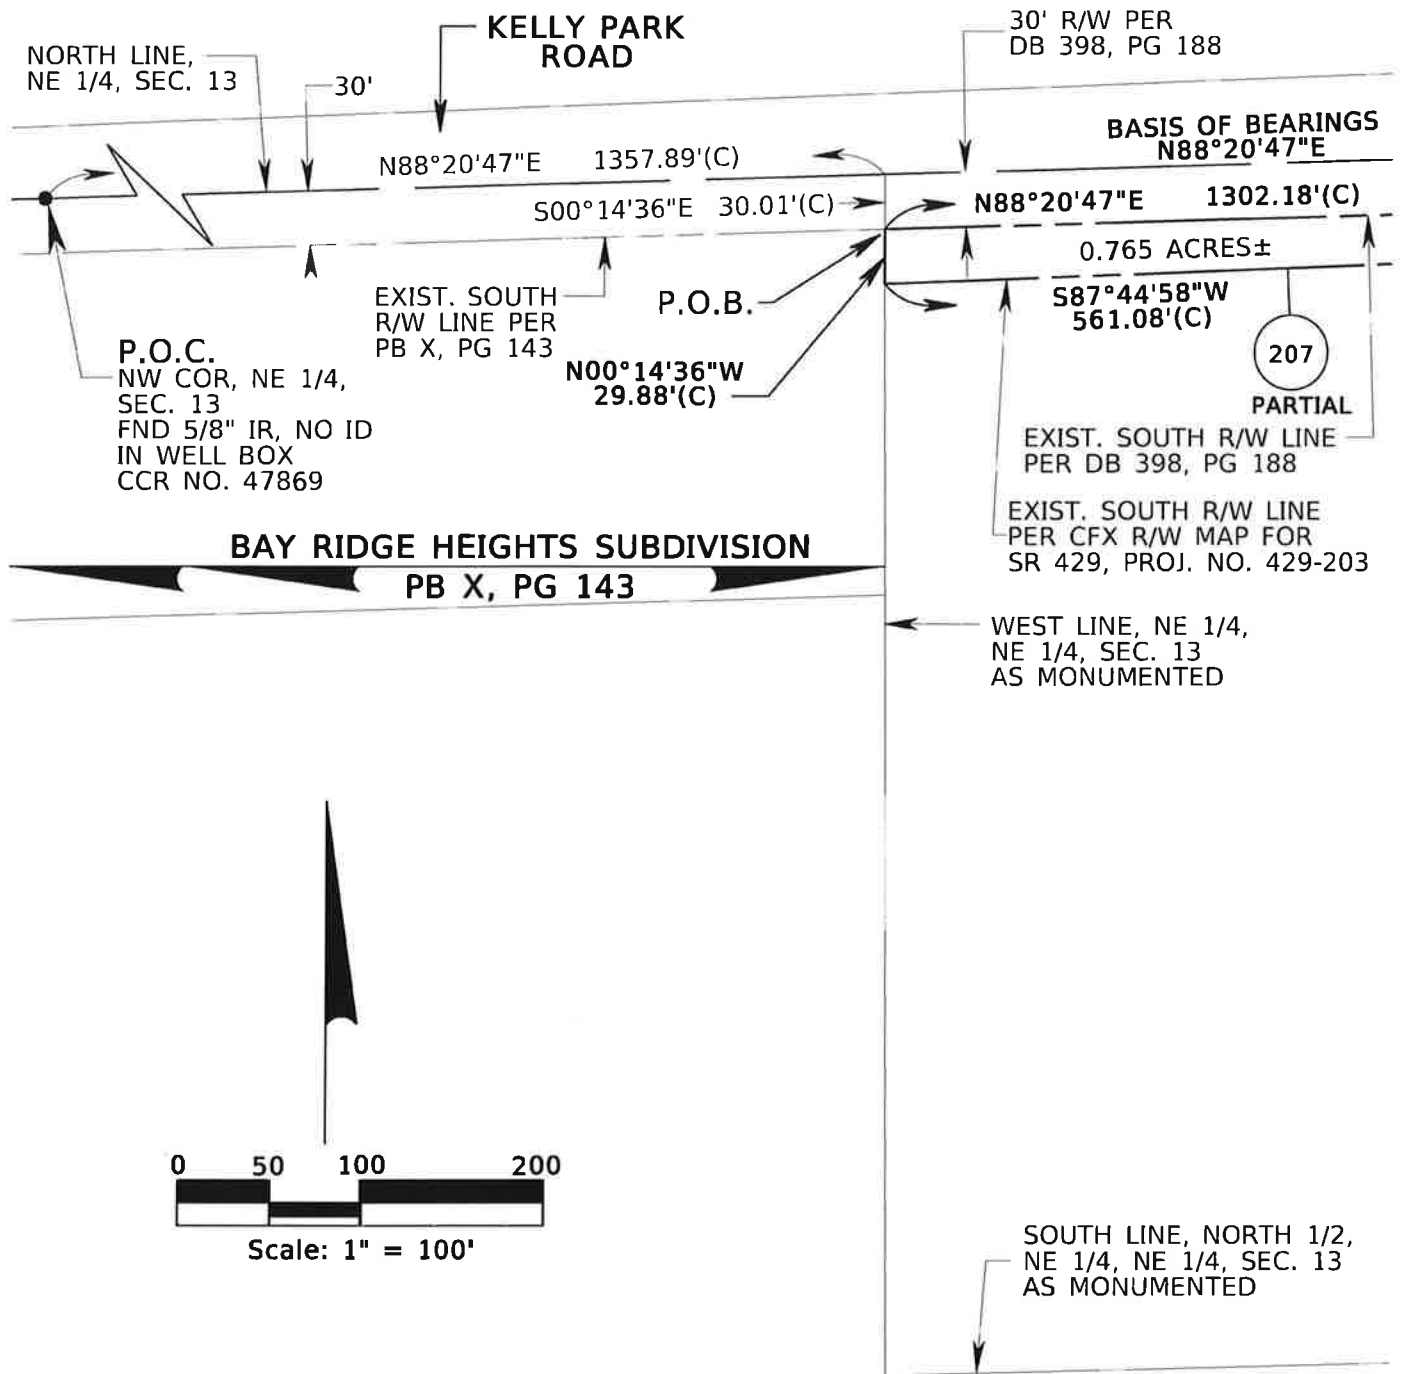 KELLY PARK
ROAD
30' R/W PER
DB 398, PG 188
NORTH LINE,
NE 1/4, SEC. 13
30'
BASIS OF BEARINGS
N88°20'47"E
N88°20'47"E 1357.89'(C)
S00°14'36"E 30.01'(C)
N88°20'47"E 1302.18'(C)
0.765 ACRES±
EXIST. SOUTH
R/W LINE PER
PB X, PG 143
P.O.B.
S87°44'58"W
561.08'(C)
P.O.C.
NW COR, NE 1/4,
SEC. 13
FND 5/8" IR, NO ID
IN WELL BOX
CCR NO. 47869
N00°14'36"W
29.88'(C)
207
PARTIAL
EXIST. SOUTH R/W LINE
PER DB 398, PG 188
EXIST. SOUTH R/W LINE
PER CFX R/W MAP FOR
SR 429, PROJ. NO. 429-203
BAY RIDGE HEIGHTS SUBDIVISION
PB X, PG 143
WEST LINE, NE 1/4,
NE 1/4, SEC. 13
AS MONUMENTED
0 50 100 200
Scale: 1" = 100'
SOUTH LINE, NORTH 1/2,
NE 1/4, NE 1/4, SEC. 13
AS MONUMENTED